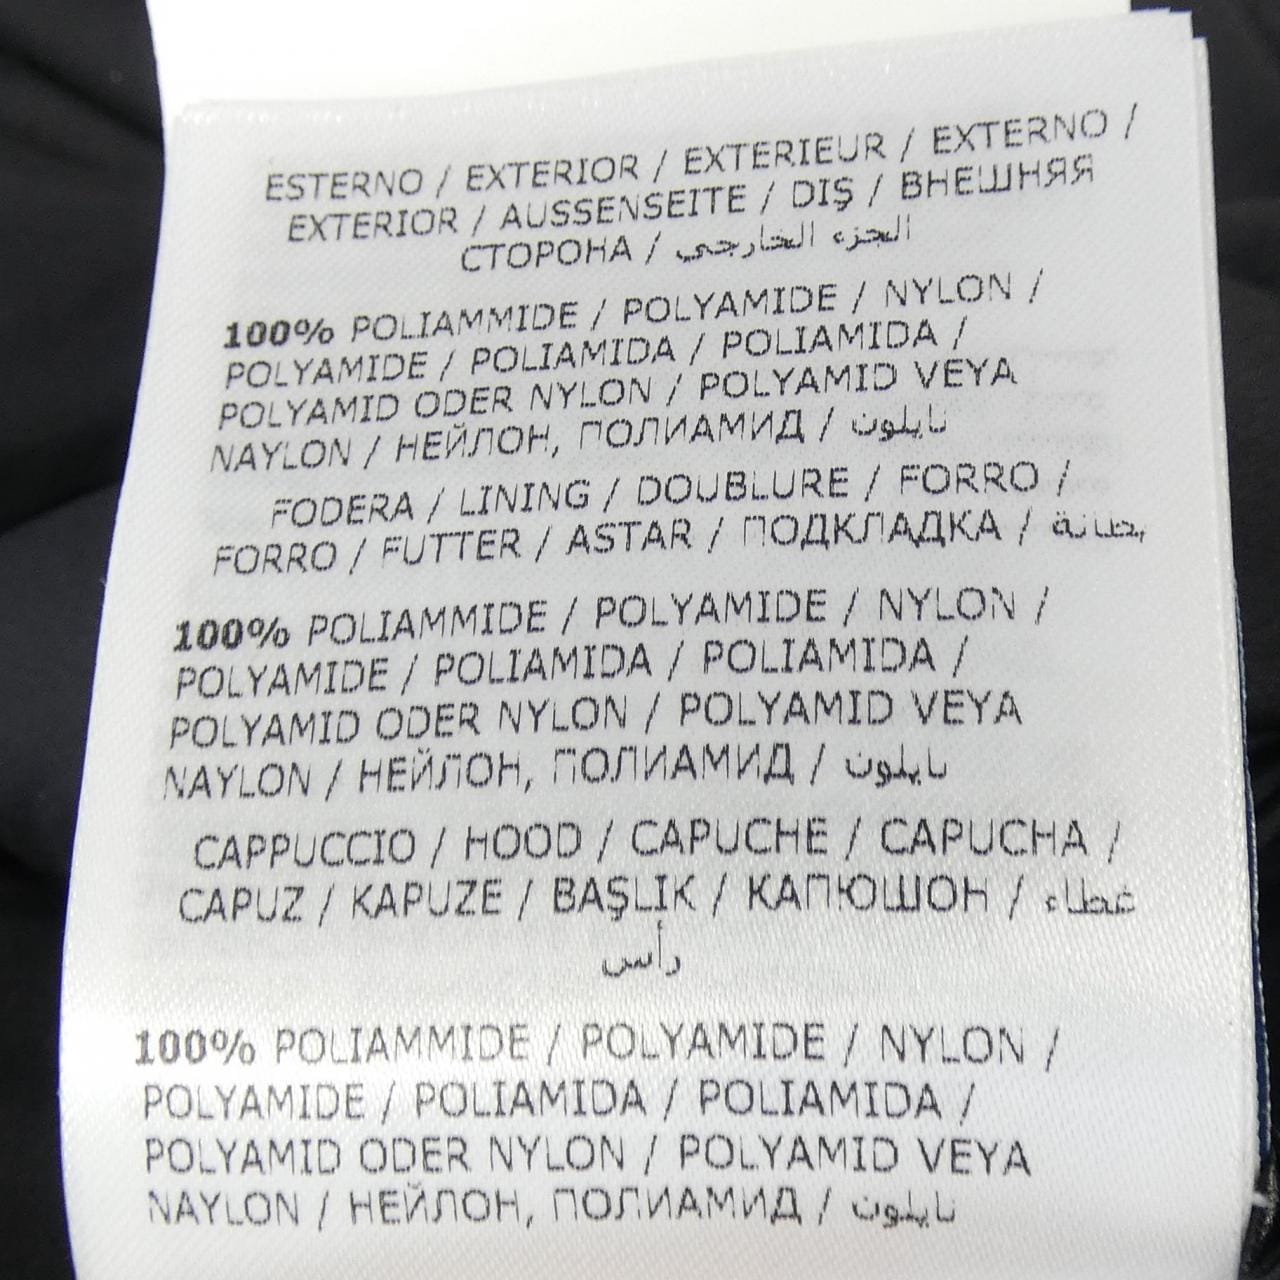 ESTERNO / EXTERIOR / EXTERIEUR / EXTERNO /
EXTERIOR / AUSSENSEITE / DIŞ / ВНЕШНЯЯ
СТОРОНА / الجزء الخارجي
100% POLIAMMIDE / POLYAMIDE / NYLON /
POLYAMIDE / POLIAMIDA / POLIAMIDA /
POLYAMID ODER NYLON / POLYAMID VEYA
NAYLON / НЕЙЛОН, ПОЛИАМИД / نايلون
FODERA / LINING / DOUBLURE / FORRO /
FORRO / FUTTER / ASTAR / ПОДКЛАДКА / بطانة
100% POLIAMMIDE / POLYAMIDE / NYLON /
POLYAMIDE / POLIAMIDA / POLIAMIDA /
POLYAMID ODER NYLON / POLYAMID VEYA
NAYLON / НЕЙЛОН, ПОЛИАМИД / نايلون
CAPPUCCIO / HOOD / CAPUCHE / CAPUCHA /
CAPUZ / KAPUZE / BAŞLIK / КАПЮШОН / غطاء
رأس
100% POLIAMMIDE / POLYAMIDE / NYLON /
POLYAMIDE / POLIAMIDA / POLIAMIDA /
POLYAMID ODER NYLON / POLYAMID VEYA
NAYLON / НЕЙЛОН, ПОЛИАМИД / نايلون